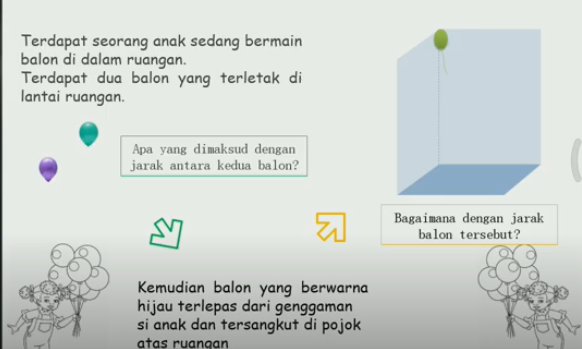 Terdapat seorang anak sedang bermain
balon di dalam ruangan.
Terdapat dua balon yang terletak di
lantai ruangan.
Apa yang dimaksud dengan
jarak antara kedua balon?
Bagaimana dengan jarak
balon tersebut?
Kemudian balon yang berwarna
hijau terlepas dari genggaman
si anak dan tersangkut di pojok
atas ruangan